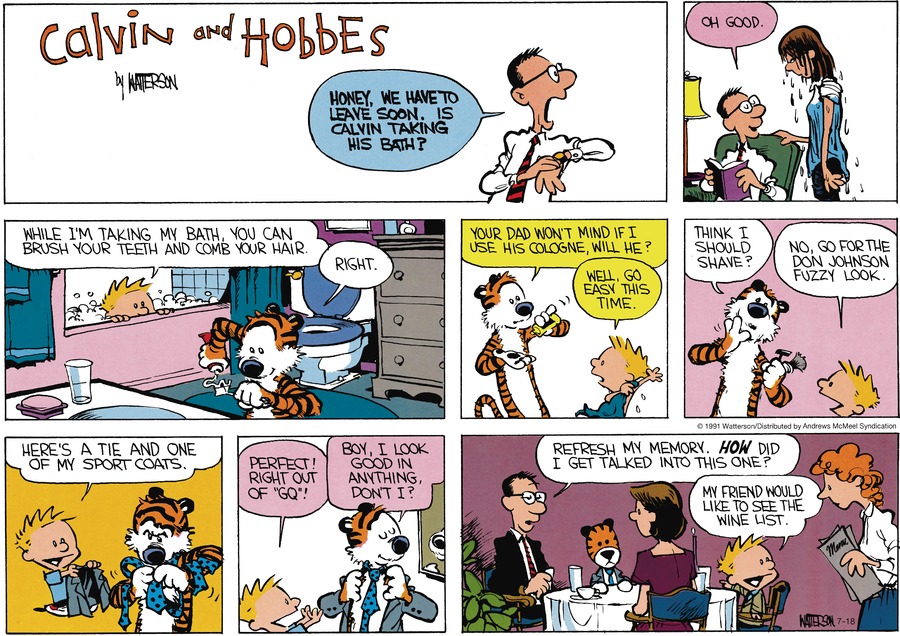 Calvin and HobbEs
by WATTERSON
HONEY, WE HAVE TO
LEAVE SOON. IS
CALVIN TAKING
HIS BATH?
OH GOOD.
WHILE I'M TAKING MY BATH, YOU CAN
BRUSH YOUR TEETH AND COMB YOUR HAIR.
RIGHT.
YOUR DAD WON'T MIND IF I
USE HIS COLOGNE, WILL HE?
WELL, GO
EASY THIS
TIME.
THINK I
SHOULD
SHAVE?
NO, GO FOR THE
DON JOHNSON
FUZZY LOOK.
© 1991 Watterson/Distributed by Andrews McMeel Syndication
HERE'S A TIE AND ONE
OF MY SPORT COATS.
PERFECT!
RIGHT OUT
OF "GQ"!
BOY, I LOOK
GOOD IN
ANYTHING,
DON'T I?
REFRESH MY MEMORY. HOW DID
I GET TALKED INTO THIS ONE?
MY FRIEND WOULD
LIKE TO SEE THE
WINE LIST.
Menu
WATTERSON 7-18